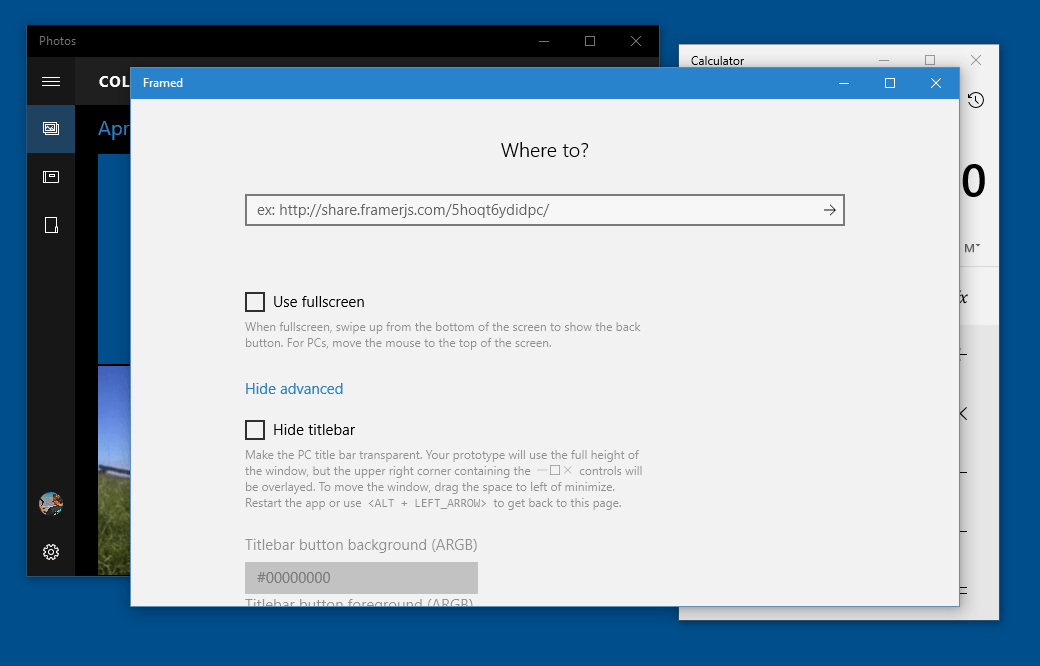 Photos
COL
Apr
Calculator
0
M
Framed
Where to?
ex: http://share.framerjs.com/5hoqt6ydidpc/
Use fullscreen
When fullscreen, swipe up from the bottom of the screen to show the back
button. For PCs, move the mouse to the top of the screen.
Hide advanced
Hide titlebar
Make the PC title bar transparent. Your prototype will use the full height of
the window, but the upper right corner containing the controls will
be overlayed. To move the window, drag the space to left of minimize.
Restart the app or use <ALT + LEFT_ARROW> to get back to this page.
Titlebar button background (ARGB)
#00000000
Titlebar button foreground (ARGB)